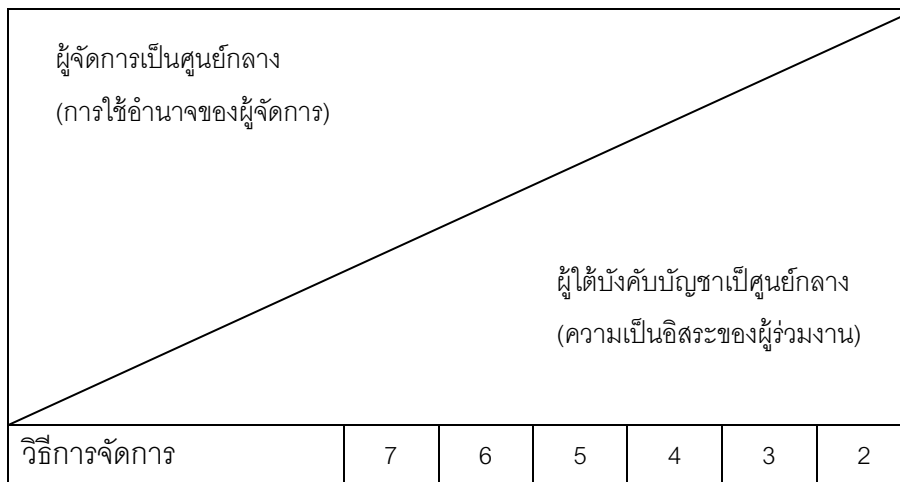 ผู้จัดการเป็นศูนย์กลาง
(การใช้อำนาจของผู้จัดการ)
ผู้ใต้บังคับบัญชาเป็ศูนย์กลาง
(ความเป็นอิสระของผู้ร่วมงาน)
วิธีการจัดการ 7 6 5 4 3 2